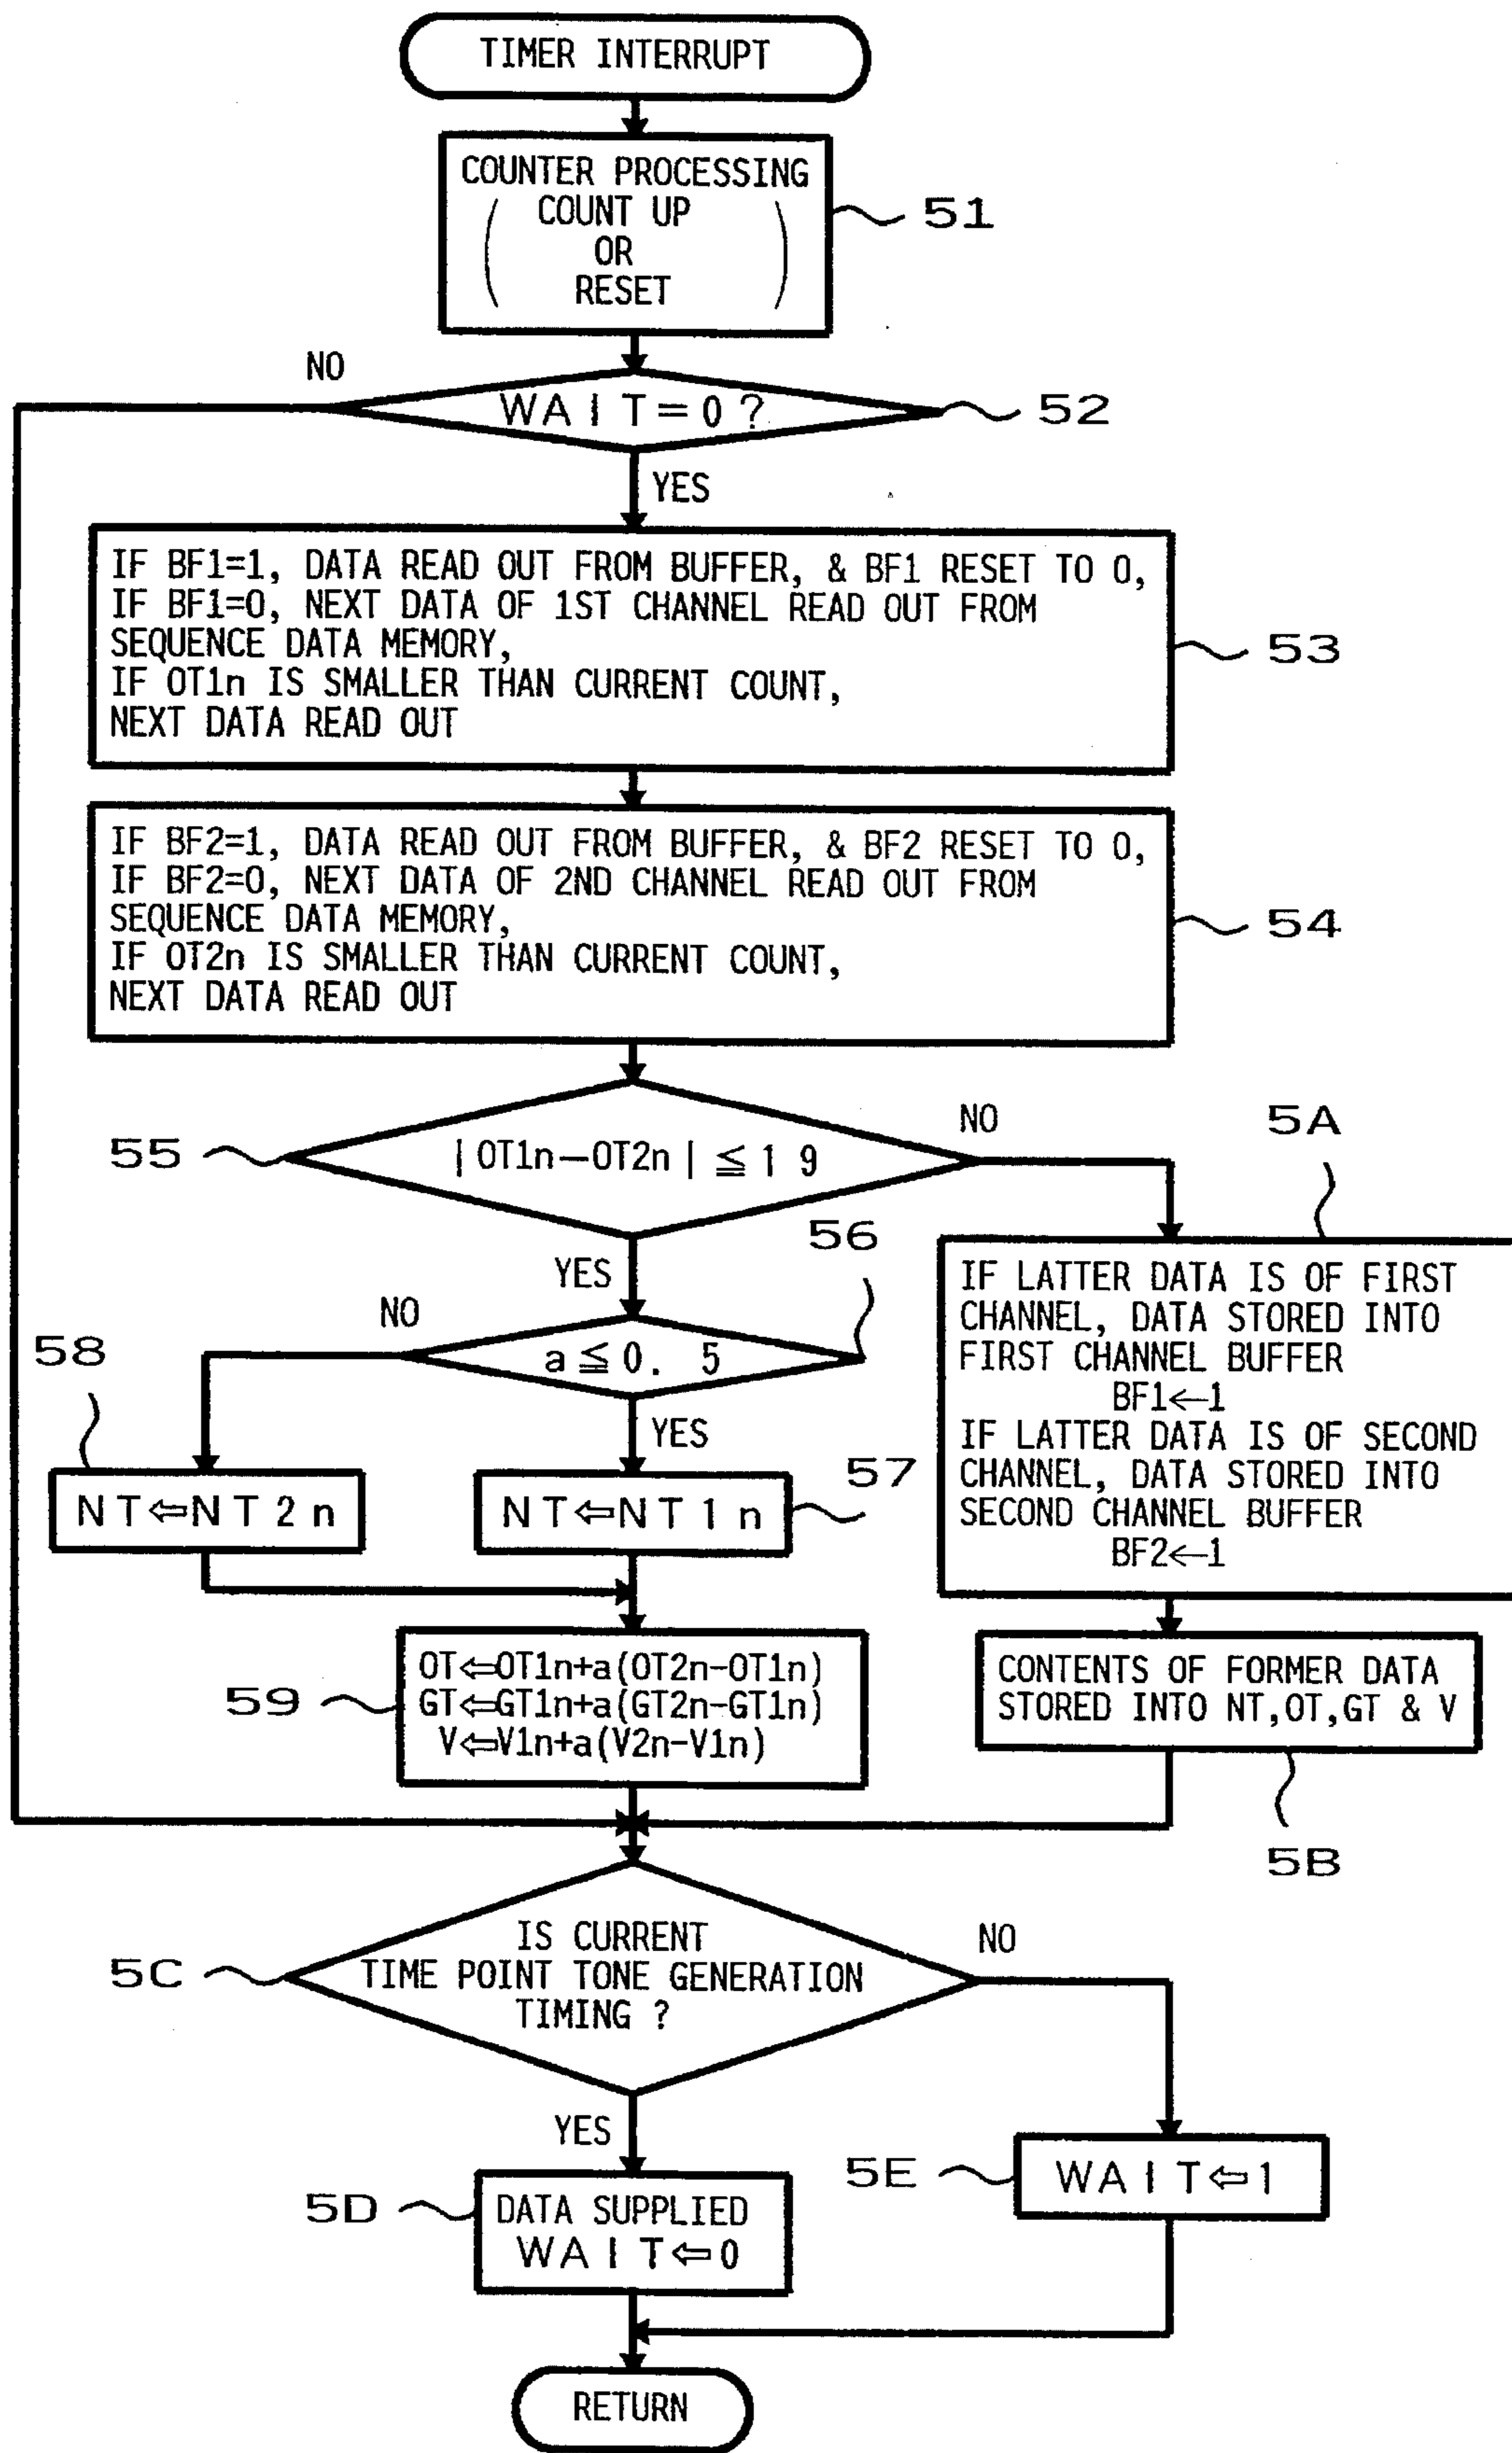 TIMER INTERRUPT
COUNTER PROCESSING
( COUNT UP
OR
RESET )
51
NO
WAIT=0?
52
YES
IF BF1=1, DATA READ OUT FROM BUFFER, & BF1 RESET TO 0,
IF BF1=0, NEXT DATA OF 1ST CHANNEL READ OUT FROM
SEQUENCE DATA MEMORY,
IF OT1n IS SMALLER THAN CURRENT COUNT,
NEXT DATA READ OUT
53
IF BF2=1, DATA READ OUT FROM BUFFER, & BF2 RESET TO 0,
IF BF2=0, NEXT DATA OF 2ND CHANNEL READ OUT FROM
SEQUENCE DATA MEMORY,
IF OT2n IS SMALLER THAN CURRENT COUNT,
NEXT DATA READ OUT
54
55
|OT1n—OT2n|≦19
NO
5A
YES
56
NO
a≦0. 5
YES
58
NT⇐NT2n
NT⇐NT1n
57
IF LATTER DATA IS OF FIRST
CHANNEL, DATA STORED INTO
FIRST CHANNEL BUFFER
BF1←1
IF LATTER DATA IS OF SECOND
CHANNEL, DATA STORED INTO
SECOND CHANNEL BUFFER
BF2←1
59
OT⇐OT1n+a(OT2n-OT1n)
GT⇐GT1n+a(GT2n-GT1n)
V⇐V1n+a(V2n-V1n)
CONTENTS OF FORMER DATA
STORED INTO NT,OT,GT & V
5B
5C
IS CURRENT
TIME POINT TONE GENERATION
TIMING ?
NO
YES
5D
DATA SUPPLIED
WAIT⇐0
5E
WAIT⇐1
RETURN